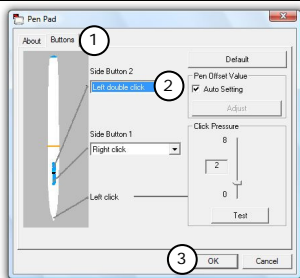 Pen Pad
About Buttons
1
Default
Side Button 2
Left double click
2
Pen Offset Value
Auto Setting
Adjust
Side Button 1
Right click
Click Pressure
8
2
0
Left click
Test
3
OK Cancel